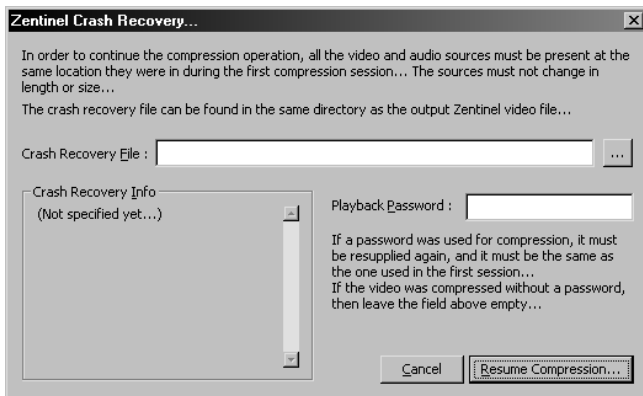 Zentinel Crash Recovery...
In order to continue the compression operation, all the video and audio sources must be present at the
same location they were in during the first compression session... The sources must not change in
length or size...
The crash recovery file can be found in the same directory as the output Zentinel video file...
Crash Recovery File :
...
Crash Recovery Info
(Not specified yet...)
Playback Password :
If a password was used for compression, it must
be resupplied again, and it must be the same as
the one used in the first session...
If the video was compressed without a password,
then leave the field above empty...
Cancel
Resume Compression...